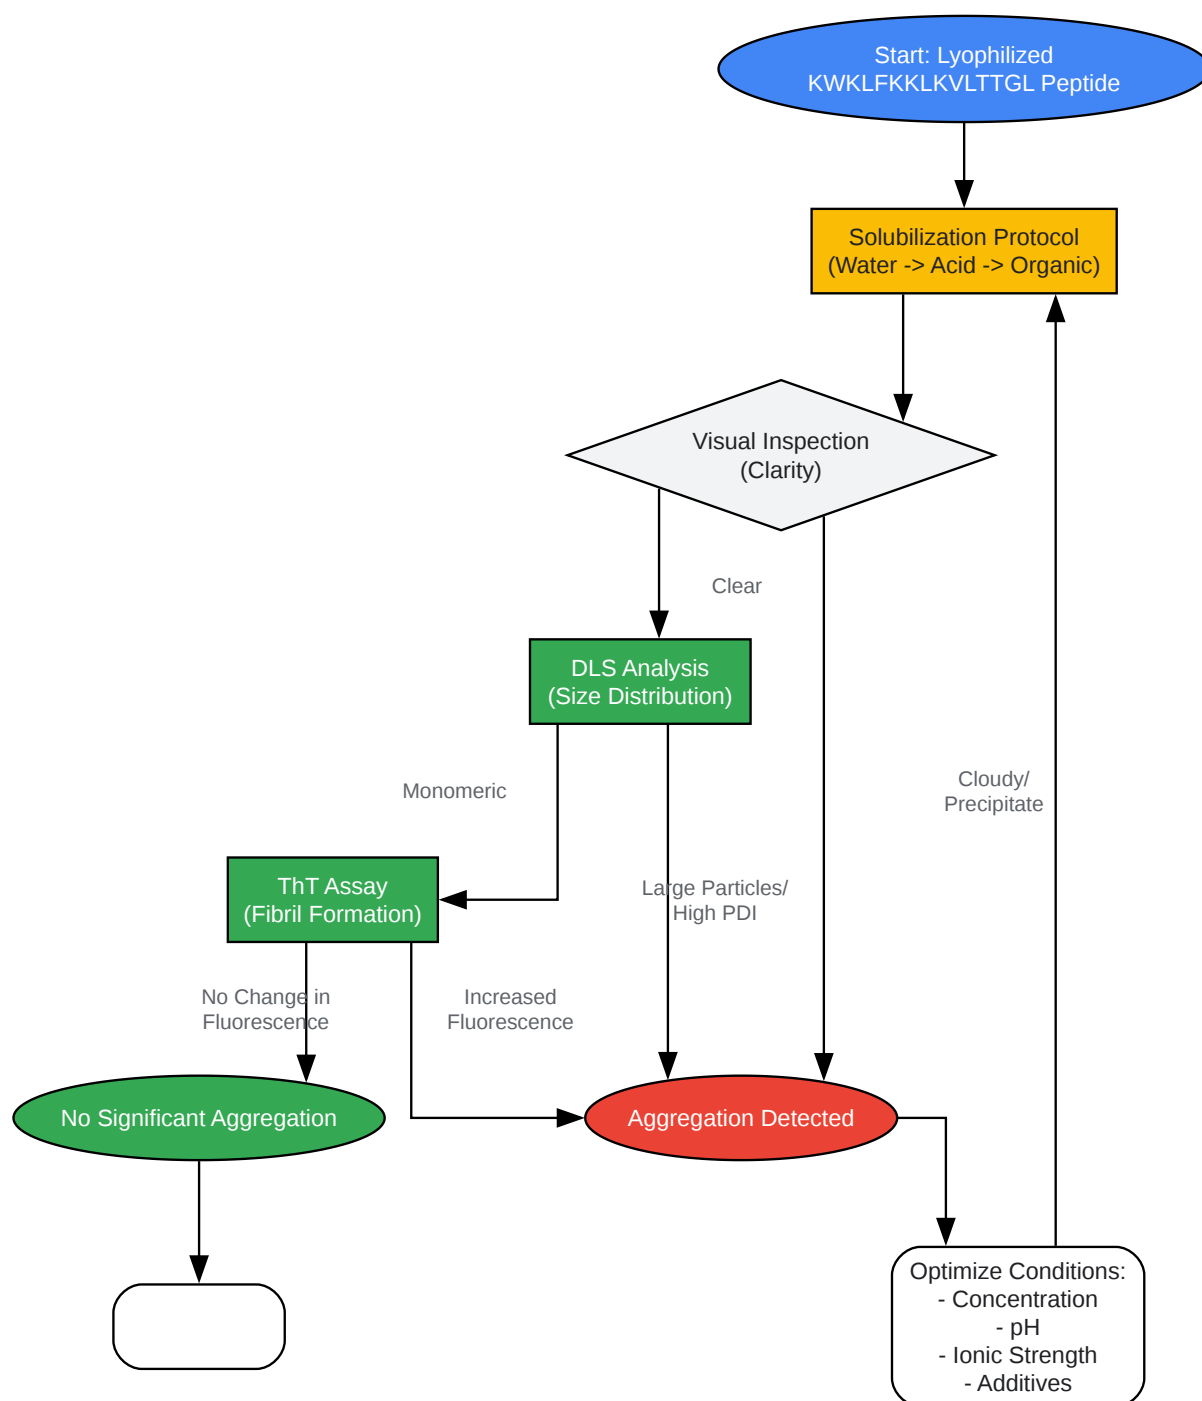 Start: Lyophilized
KWKLFKKLKVLTTGL Peptide
Solubilization Protocol
(Water -> Acid -> Organic)
Visual Inspection
(Clarity)
Clear
DLS Analysis
(Size Distribution)
Monomeric
Cloudy/
Precipitate
ThT Assay
(Fibril Formation)
Large Particles/
High PDI
No Change in
Fluorescence
Increased
Fluorescence
No Significant Aggregation
Aggregation Detected
Optimize Conditions:
- Concentration
- pH
- Ionic Strength
- Additives